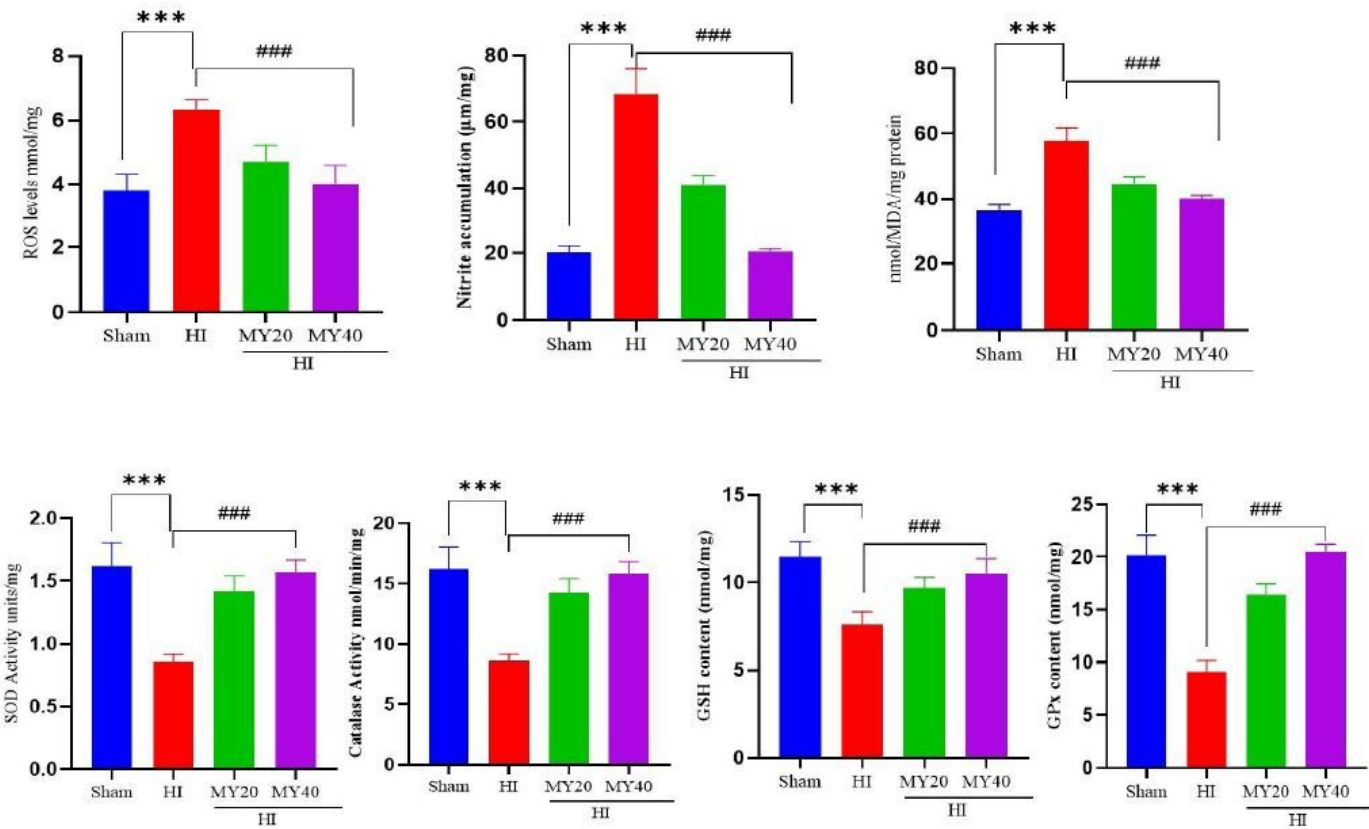 ***
###
ROS levels mmol/mg
8
6
4
2
0
Sham HI MY20 MY40
HI
***
###
Nitrite accumulation (µm/mg)
80
60
40
20
0
Sham HI MY20 MY40
HI
***
###
nmol/MDA/mg protein
80
60
40
20
0
Sham HI MY20 MY40
HI
***
###
SOD Activity units/mg
2.0
1.5
1.0
0.5
0.0
Sham HI MY20 MY40
HI
***
###
Catalase Activity nmol/min/mg
20
15
10
5
0
Sham HI MY20 MY40
HI
***
###
GSH content (nmol/mg)
15
10
5
0
Sham HI MY20 MY40
HI
***
###
GPx content (nmol/mg)
25
20
15
10
5
0
Sham HI MY20 MY40
HI